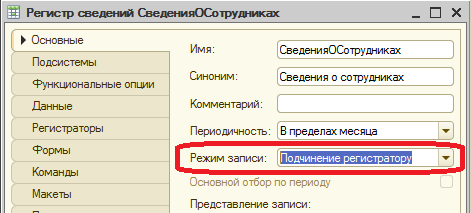 Регистр сведений СведенияОСотрудниках
Основные
Подсистемы
Функциональные опции
Данные
Регистраторы
Формы
Команды
Макеты
Имя: СведенияОСотрудниках
Синоним: Сведения о сотрудниках
Комментарий:
Периодичность: В пределах месяца
Режим записи: Подчинение регистратору
Основной отбор по периоду
Представление записи: